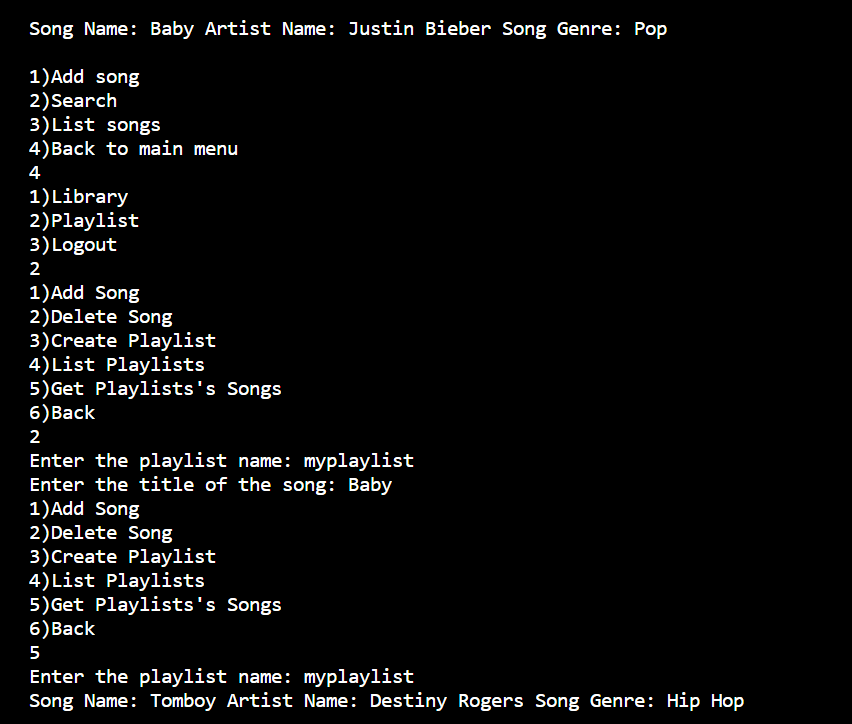 Song Name: Baby Artist Name: Justin Bieber Song Genre: Pop
1)Add song
2)Search
3)List songs
4)Back to main menu
4
1)Library
2)Playlist
3)Logout
2
1)Add Song
2)Delete Song
3)Create Playlist
4)List Playlists
5)Get Playlists's Songs
6)Back
2
Enter the playlist name: myplaylist
Enter the title of the song: Baby
1)Add Song
2)Delete Song
3)Create Playlist
4)List Playlists
5)Get Playlists's Songs
6)Back
5
Enter the playlist name: myplaylist
Song Name: Tomboy Artist Name: Destiny Rogers Song Genre: Hip Hop